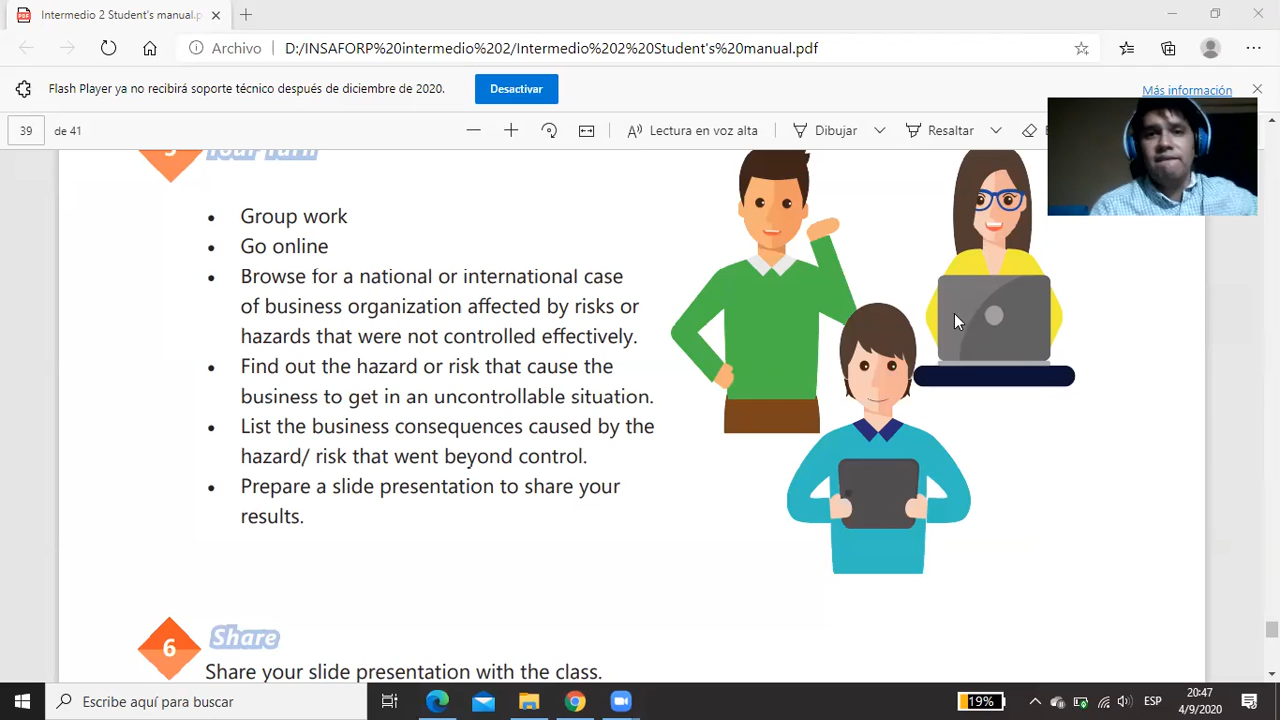 Intermedio 2 Student's manual.p
Archivo D:/INSAFORP%20intermedio%202/Intermedio%202%20Student's%20manual.pdf
Flash Player ya no recibirá soporte técnico después de diciembre de 2020. Desactivar Más información
39 de 41 Lectura en voz alta Dibujar Resaltar
5 Your Turn
• Group work
• Go online
• Browse for a national or international case
of business organization affected by risks or
hazards that were not controlled effectively.
• Find out the hazard or risk that cause the
business to get in an uncontrollable situation.
• List the business consequences caused by the
hazard/ risk that went beyond control.
• Prepare a slide presentation to share your
results.
6 Share
Share your slide presentation with the class.
Escribe aquí para buscar 19% ESP 20:47
4/9/2020